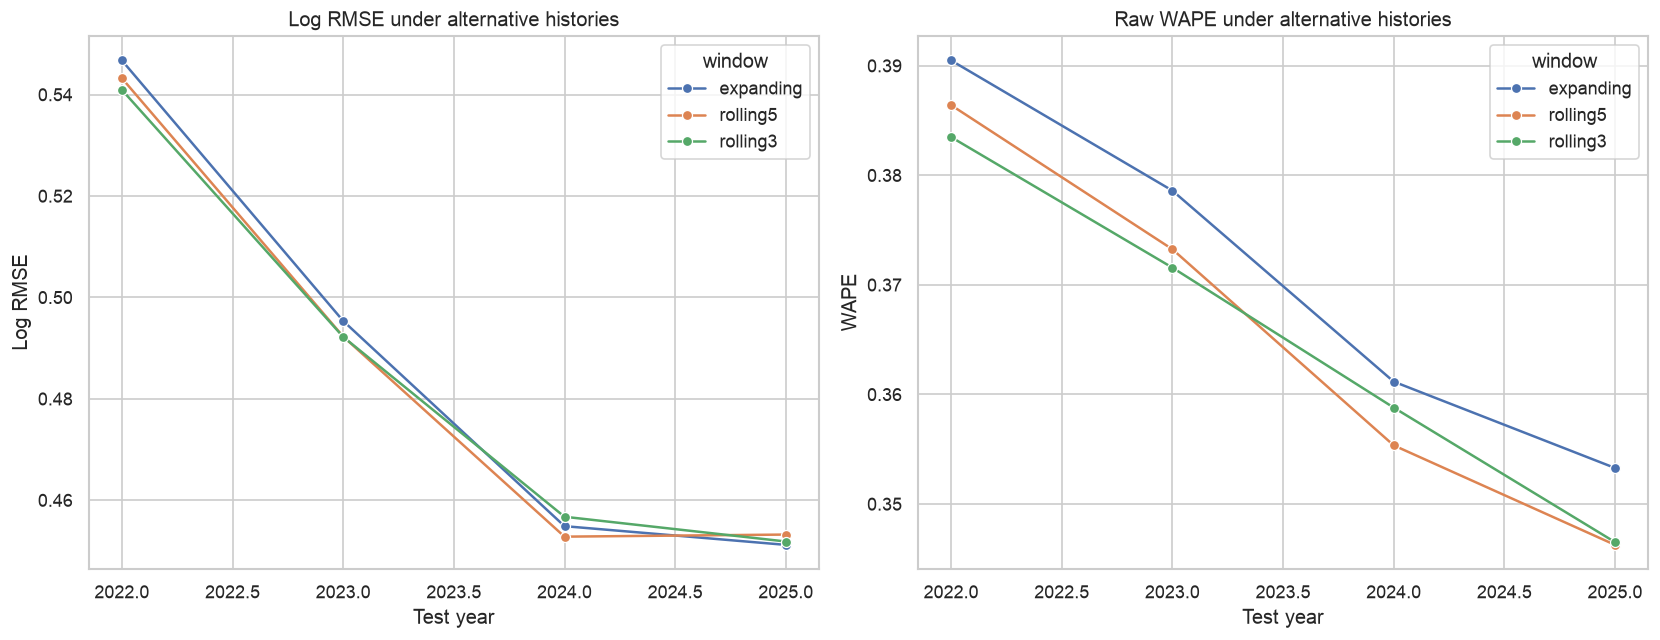 Log RMSE under alternative histories
window
expanding
rolling5
rolling3
0.54
0.52
0.50
0.48
0.46
Log RMSE
2022.0 2022.5 2023.0 2023.5 2024.0 2024.5 2025.0
Test year
Raw WAPE under alternative histories
window
expanding
rolling5
rolling3
0.39
0.38
0.37
0.36
0.35
WAPE
2022.0 2022.5 2023.0 2023.5 2024.0 2024.5 2025.0
Test year